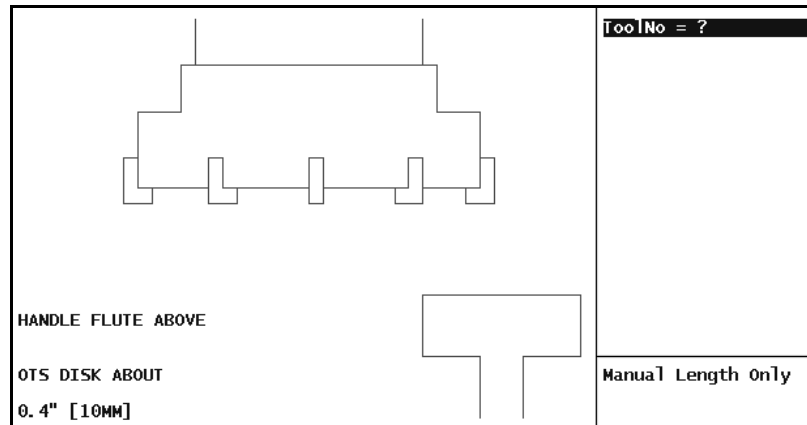 ToolNo = ?
HANDLE FLUTE ABOVE
OTS DISK ABOUT
0.4" [10MM]
Manual Length Only